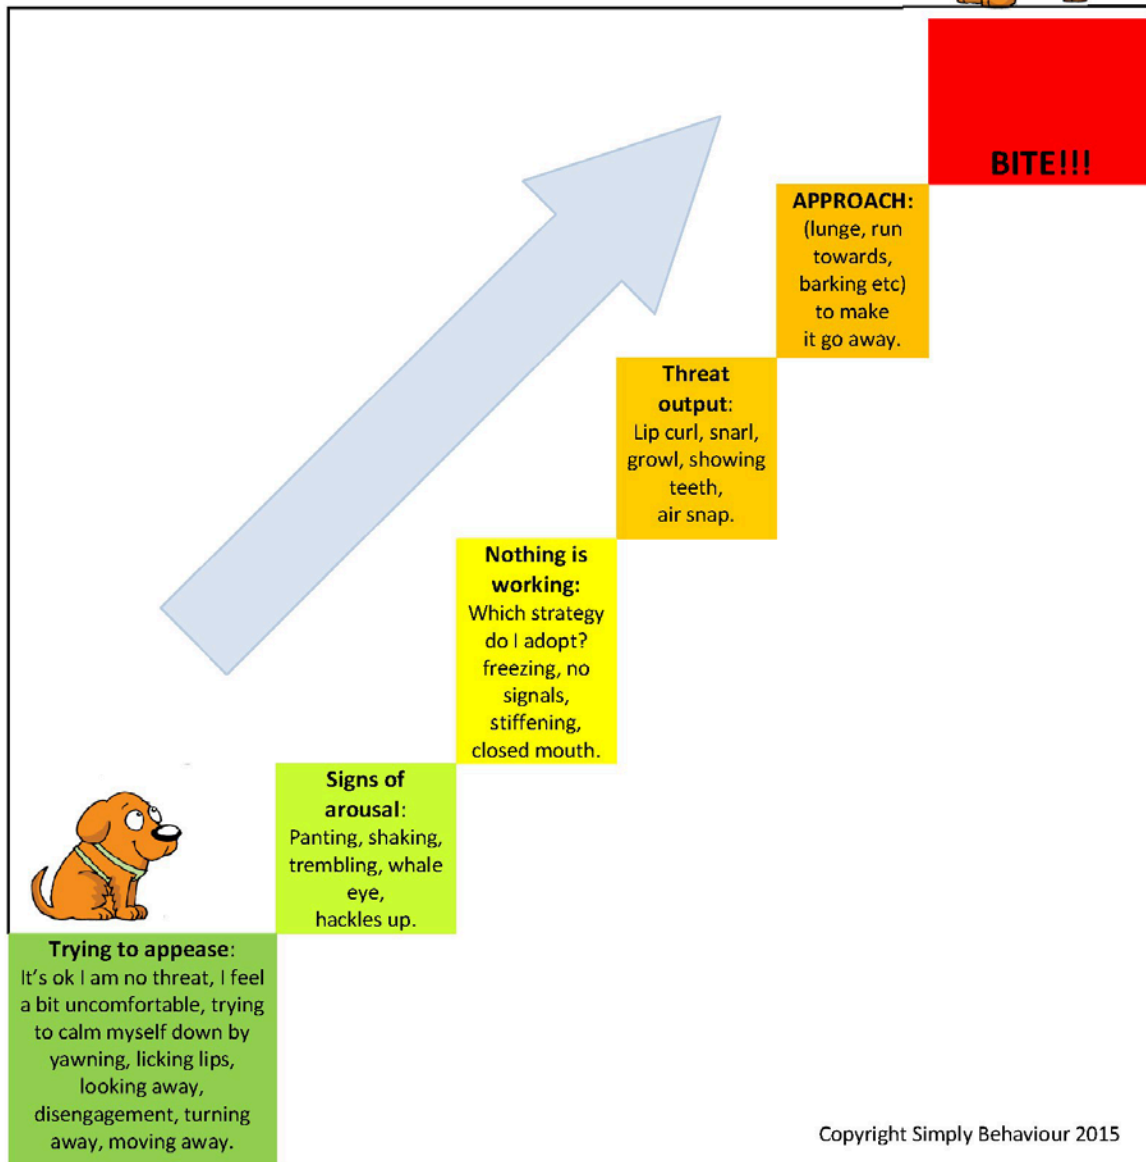 BITE!!!
APPROACH:
(lunge, run
towards,
barking etc)
to make
it go away.
Threat
output:
Lip curl, snarl,
growl, showing
teeth,
air snap.
Nothing is
working:
Which strategy
do I adopt?
freezing, no
signals,
stiffening,
closed mouth.
Signs of
arousal:
Panting, shaking,
trembling, whale
eye,
hackles up.
Trying to appease:
It's ok I am no threat, I feel
a bit uncomfortable, trying
to calm myself down by
yawning, licking lips,
looking away,
disengagement, turning
away, moving away.
Copyright Simply Behaviour 2015